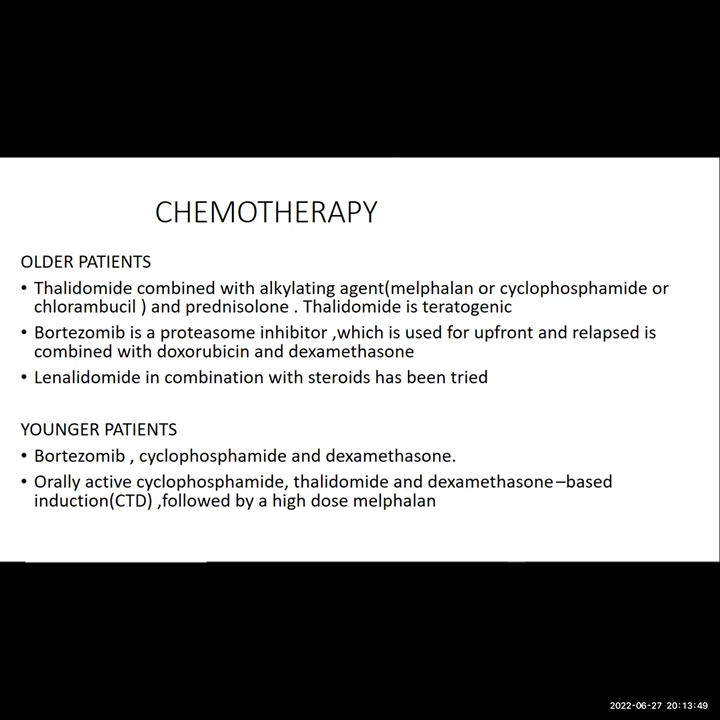 CHEMOTHERAPY
OLDER PATIENTS
• Thalidomide combined with alkylating agent(melphalan or cyclophosphamide or
chlorambucil ) and prednisolone . Thalidomide is teratogenic
• Bortezomib is a proteasome inhibitor ,which is used for upfront and relapsed is
combined with doxorubicin and dexamethasone
• Lenalidomide in combination with steroids has been tried
YOUNGER PATIENTS
• Bortezomib , cyclophosphamide and dexamethasone.
• Orally active cyclophosphamide, thalidomide and dexamethasone –based
induction(CTD) ,followed by a high dose melphalan
2022-06-27 20:13:49